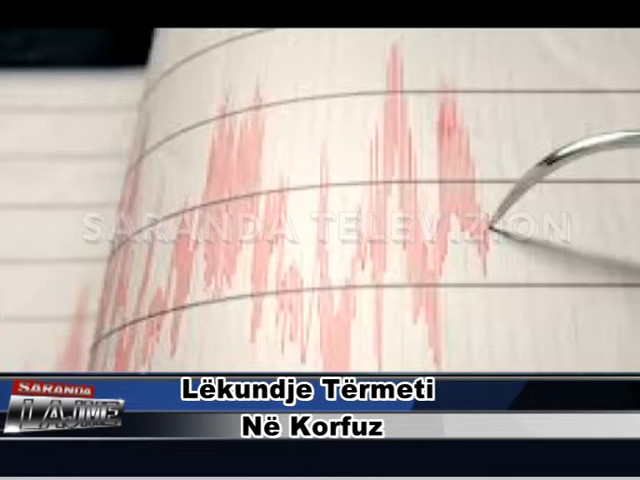 SARANDA TELEVIZION
SARANDA
LAJME
Lëkundje Tërmeti
Në Korfuz